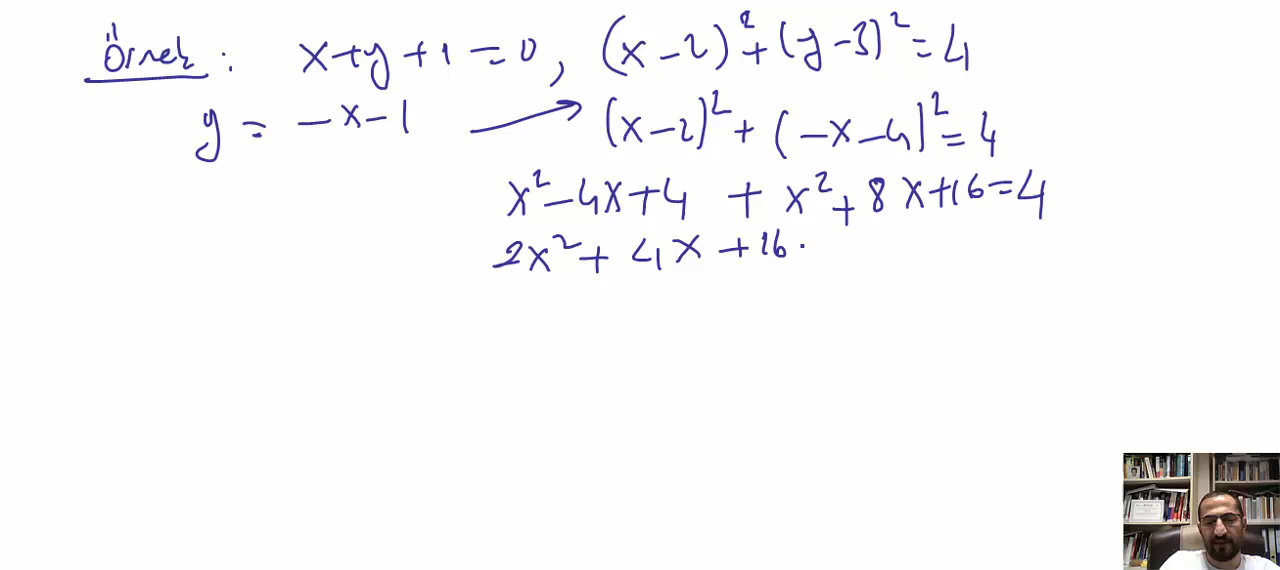 Örnek : x+y+1=0, (x-2)²+(y-3)²=4
y = -x-1 → (x-2)²+(-x-4)²=4
x²-4x+4 + x²+8x+16=4
2x²+4x+16